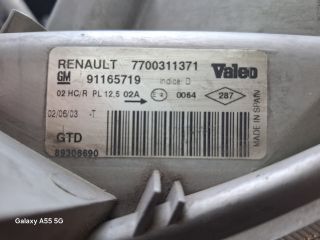 RENAULT 7700311371 Valeo
GM 91165719 indice: D
02 HC/R PL 12,5 02A 0064 287
02/06/03 -T
GTD
89308690
MADE IN SPAIN
Galaxy A55 5G